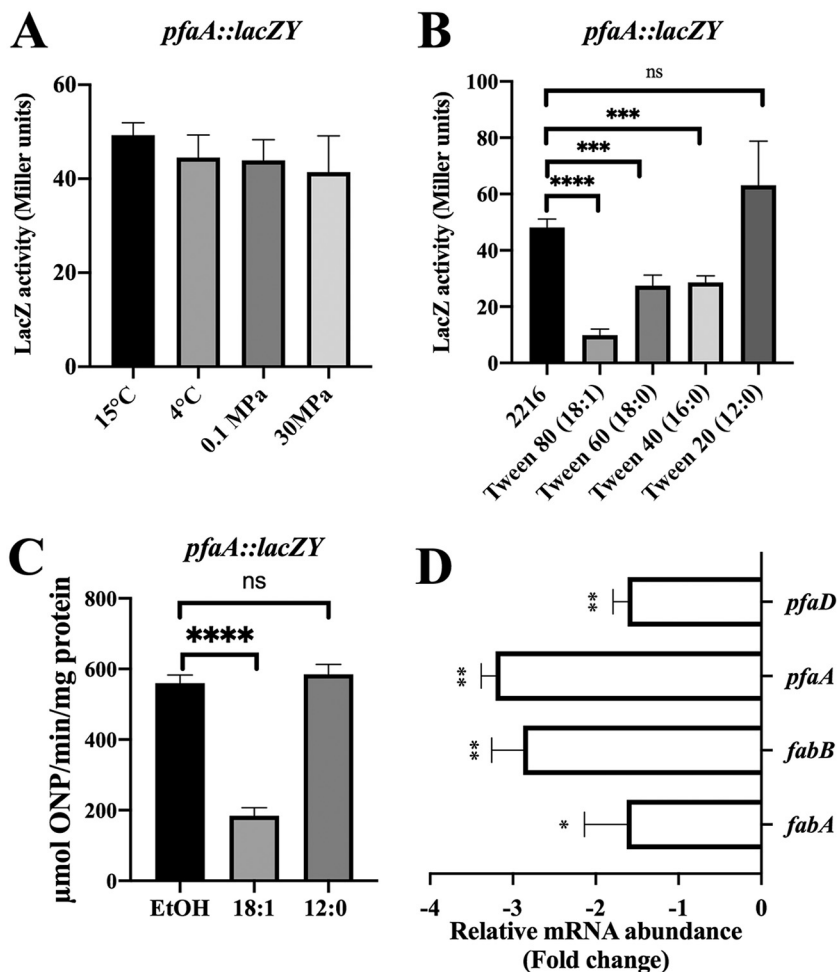 A
pfaA::lacZY
LacZ activity (Miller units)
60
40
20
0
15°C
4°C
0.1 MPa
30MPa
B
pfaA::lacZY
LacZ activity (Miller units)
100
80
60
40
20
0
ns
***
***
****
2216
Tween 80 (18:1)
Tween 60 (18:0)
Tween 40 (16:0)
Tween 20 (12:0)
C
pfaA::lacZY
µmol ONP/min/mg protein
800
600
400
200
0
ns
****
EtOH
18:1
12:0
D
**
pfaD
**
pfaA
**
fabB
*
fabA
-4
-3
-2
-1
0
Relative mRNA abundance
(Fold change)